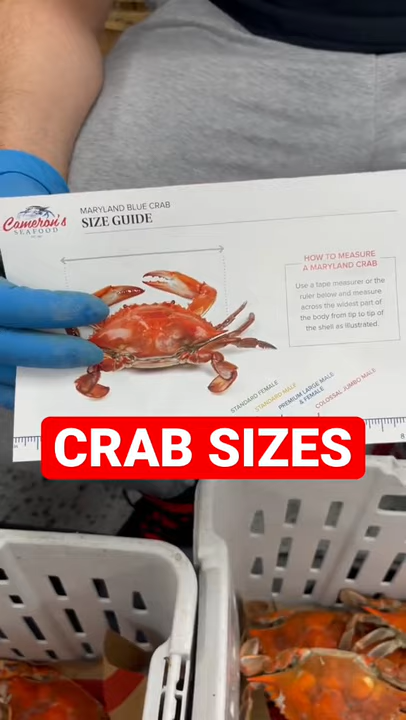 Cameron's
SEAFOOD
MARYLAND BLUE CRAB
SIZE GUIDE
HOW TO MEASURE
A MARYLAND CRAB
Use a tape measurer or the
ruler below and measure
across the widest part of
the body from tip to tip of
the shell as illustrated.
STANDARD FEMALE
STANDARD MALE
PREMIUM LARGE MALE
& FEMALE
COLOSSAL JUMBO MALE
8
CRAB SIZES